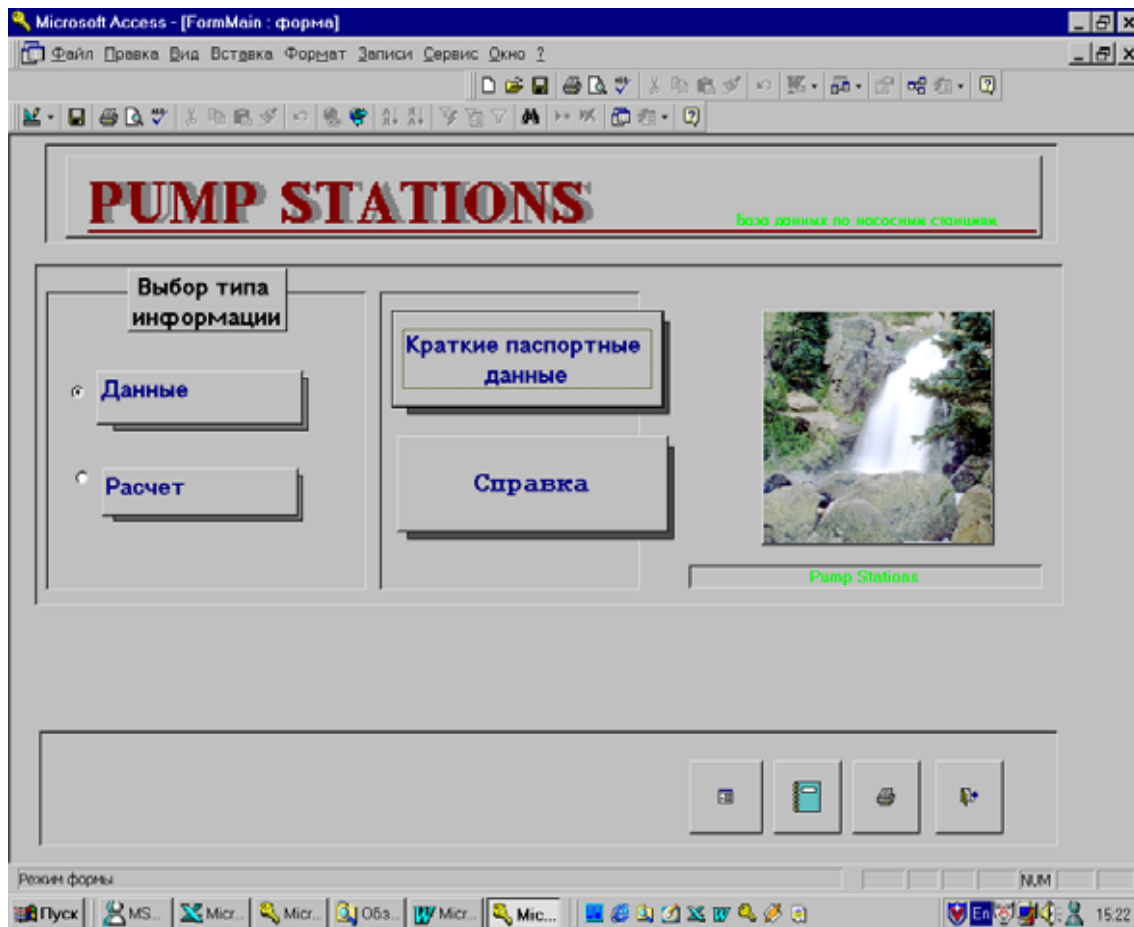 Microsoft Access - [FormMain : форма]
Файл Правка Вид Вставка Формат Записи Сервис Окно ?
PUMP STATIONS
База данных по насосным станциям
Выбор типа
информации
Данные
Расчет
Краткие паспортные
данные
Справка
Pump Stations
Режим формы
NUM
Пуск
MS...
Micr...
Micr...
Обз...
Micr...
Mic...
En
15:22